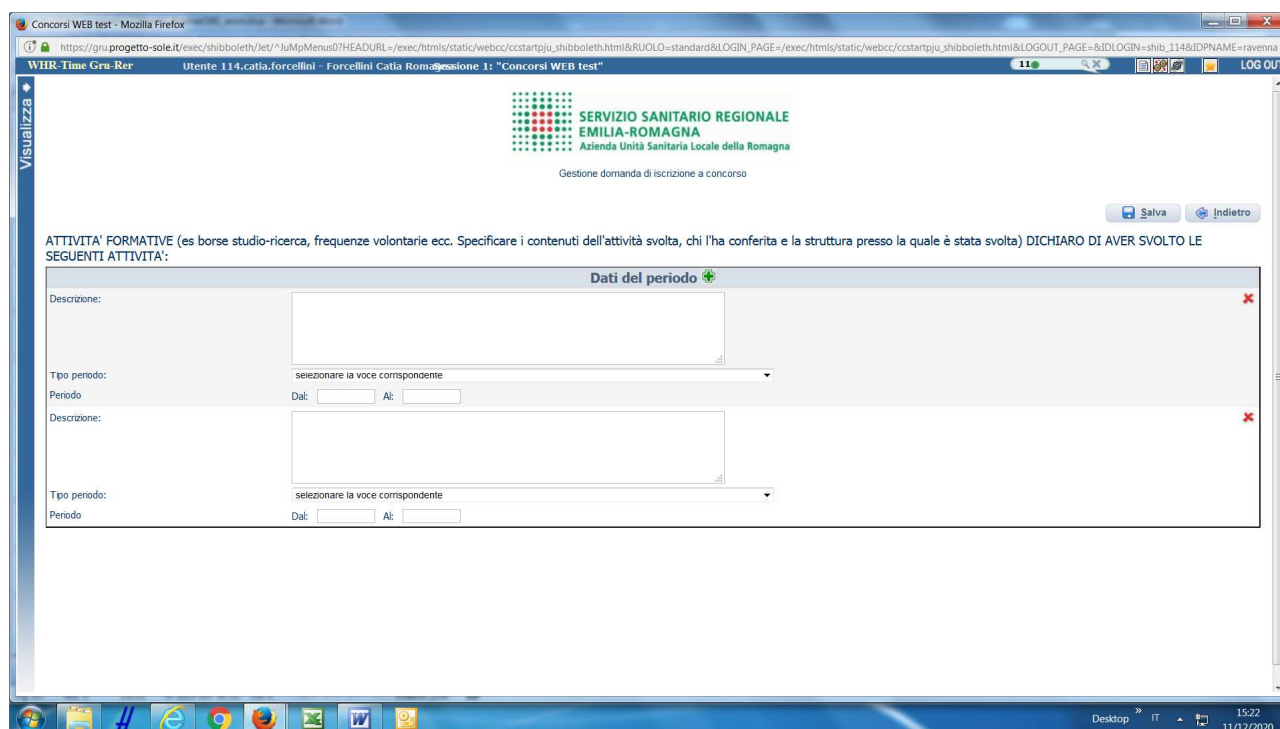 Concorsi WEB test - Mozilla Firefox
https://gru.progetto-sole.it/exec/shibboleth/Jet/^JuMpMenus0?HEADURL=/exec/htmls/static/webcc/ccstartpju_shibboleth.html&RUOLO=standard&LOGIN_PAGE=/exec/htmls/static/webcc/ccstartpju_shibboleth.html&LOGOUT_PAGE=&IDLOGIN=shib_114&IDPNAME=ravenna
WHR-Time Gru-Rer Utente 114.catia.forcellini - Forcellini Catia Sessione 1: "Concorsi WEB test" 11 LOG OUT
Visualizza
SERVIZIO SANITARIO REGIONALE
EMILIA-ROMAGNA
Azienda Unità Sanitaria Locale della Romagna
Gestione domanda di iscrizione a concorso
Salva Indietro
ATTIVITA' FORMATIVE (es borse studio-ricerca, frequenze volontarie ecc. Specificare i contenuti dell'attività svolta, chi l'ha conferita e la struttura presso la quale è stata svolta) DICHIARO DI AVER SVOLTO LE
SEGUENTI ATTIVITA':
Dati del periodo
Descrizione:
Tipo periodo: selezionare la voce corrispondente
Periodo Dal: Al:
Descrizione:
Tipo periodo: selezionare la voce corrispondente
Periodo Dal: Al:
Desktop » IT 15:22
11/12/2020